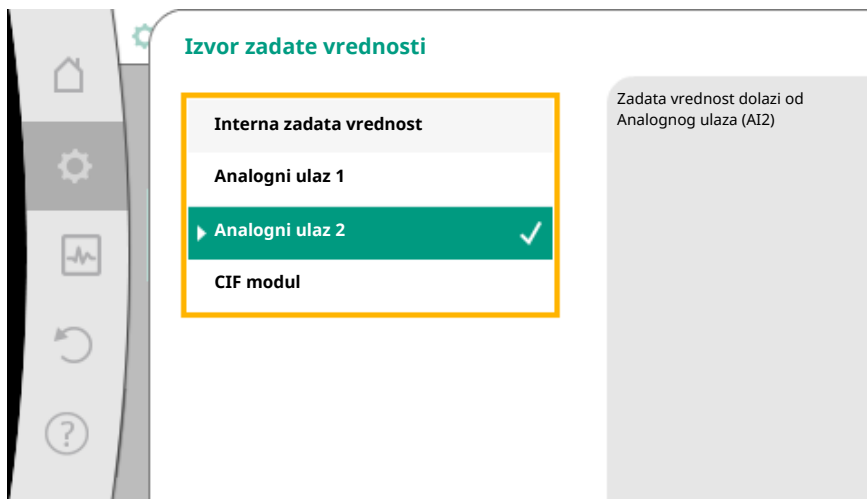 Izvor zadate vrednosti
Interna zadata vrednost
Analogni ulaz 1
Analogni ulaz 2
CIF modul
Zadata vrednost dolazi od
Analognog ulaza (AI2)
?